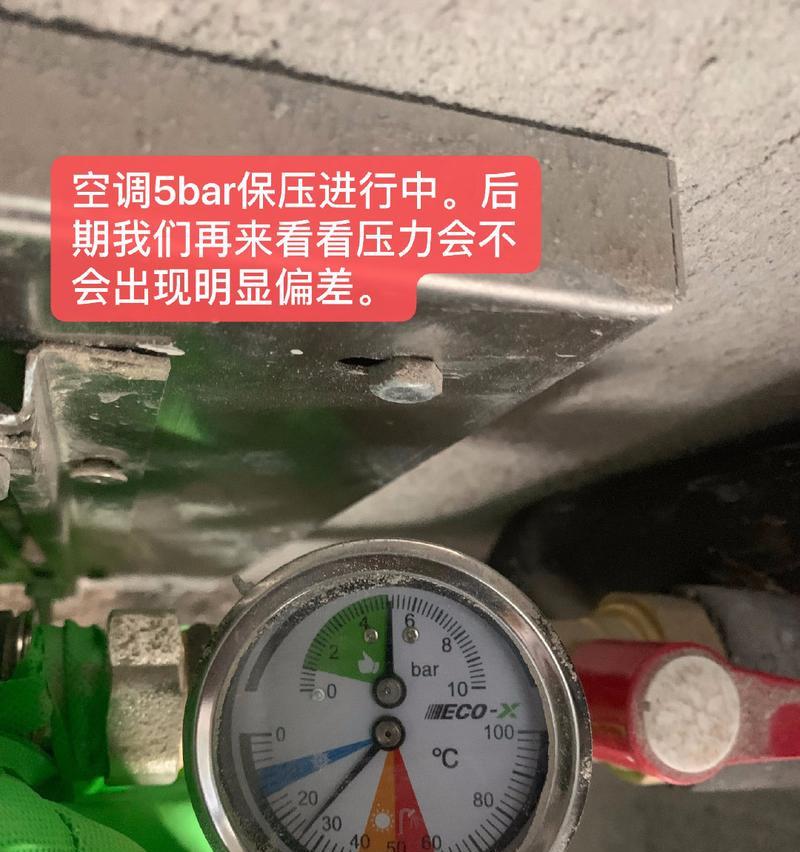 空调5bar保压进行中。后
期我们再来看看压力会不
会出现明显偏差。
4 6
2 8
bar
0 10
ECO-X
0 100
°C
20 80
30
40 50 60